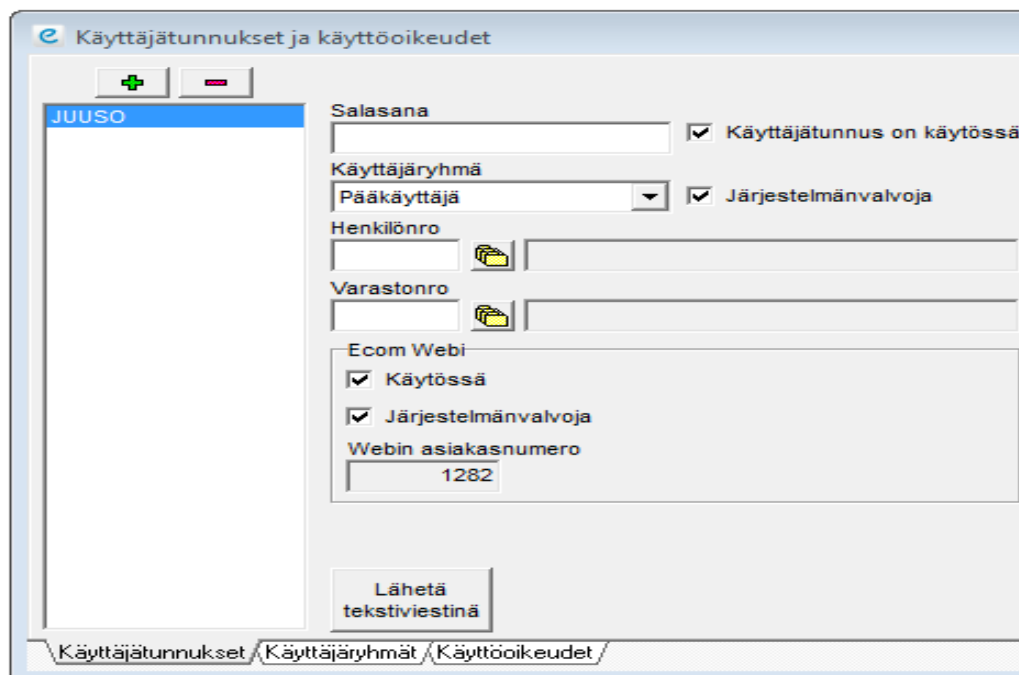 Käyttäjätunnukset ja käyttöoikeudet
JUUSO
Salasana
Käyttäjätunnus on käytössä
Käyttäjäryhmä
Pääkäyttäjä
Järjestelmänvalvoja
Henkilönro
Varastonro
Ecom Webi
Käytössä
Järjestelmänvalvoja
Webin asiakasnumero
1282
Lähetä
tekstiviestinä
Käyttäjätunnukset Käyttäjäryhmät Käyttöoikeudet